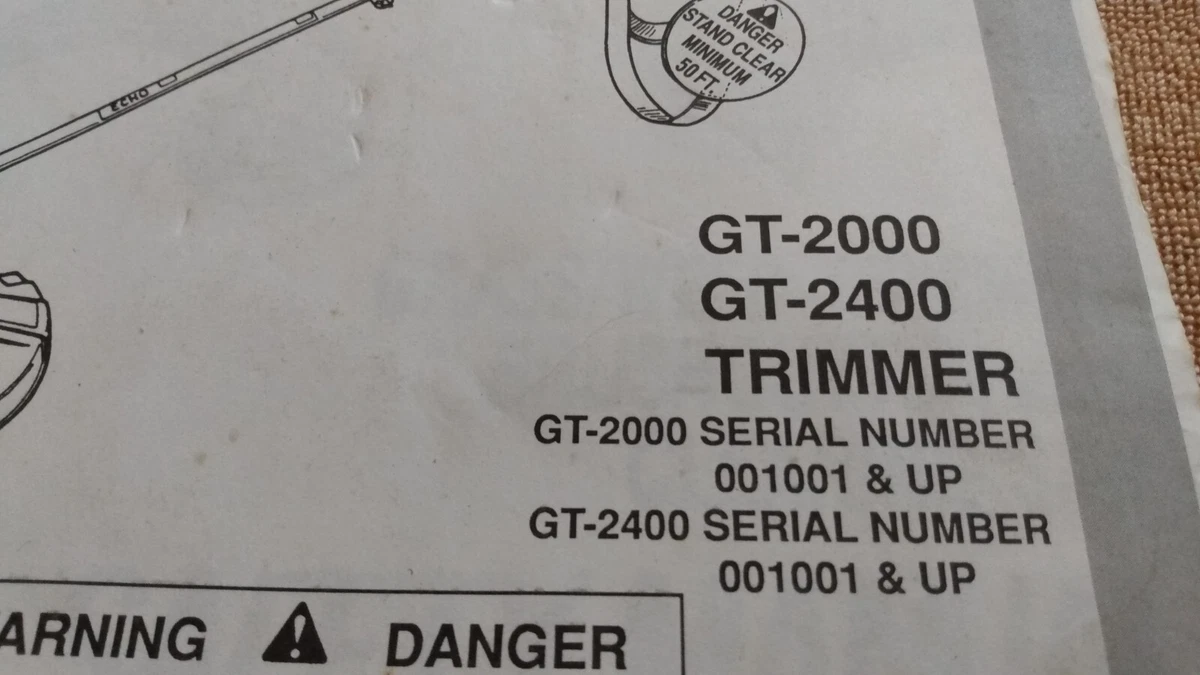 DANGER
STAND CLEAR
MINIMUM
50 FT.
ECHO
GT-2000
GT-2400
TRIMMER
GT-2000 SERIAL NUMBER
001001 & UP
GT-2400 SERIAL NUMBER
001001 & UP
ARNING DANGER